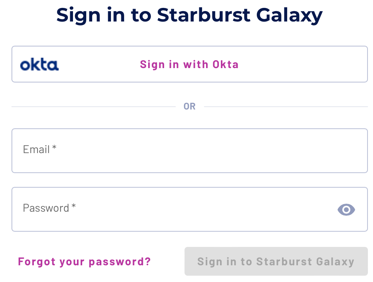 Sign in to Starburst Galaxy
okta Sign in with Okta
OR
Email *
Password *
Forgot your password? Sign in to Starburst Galaxy